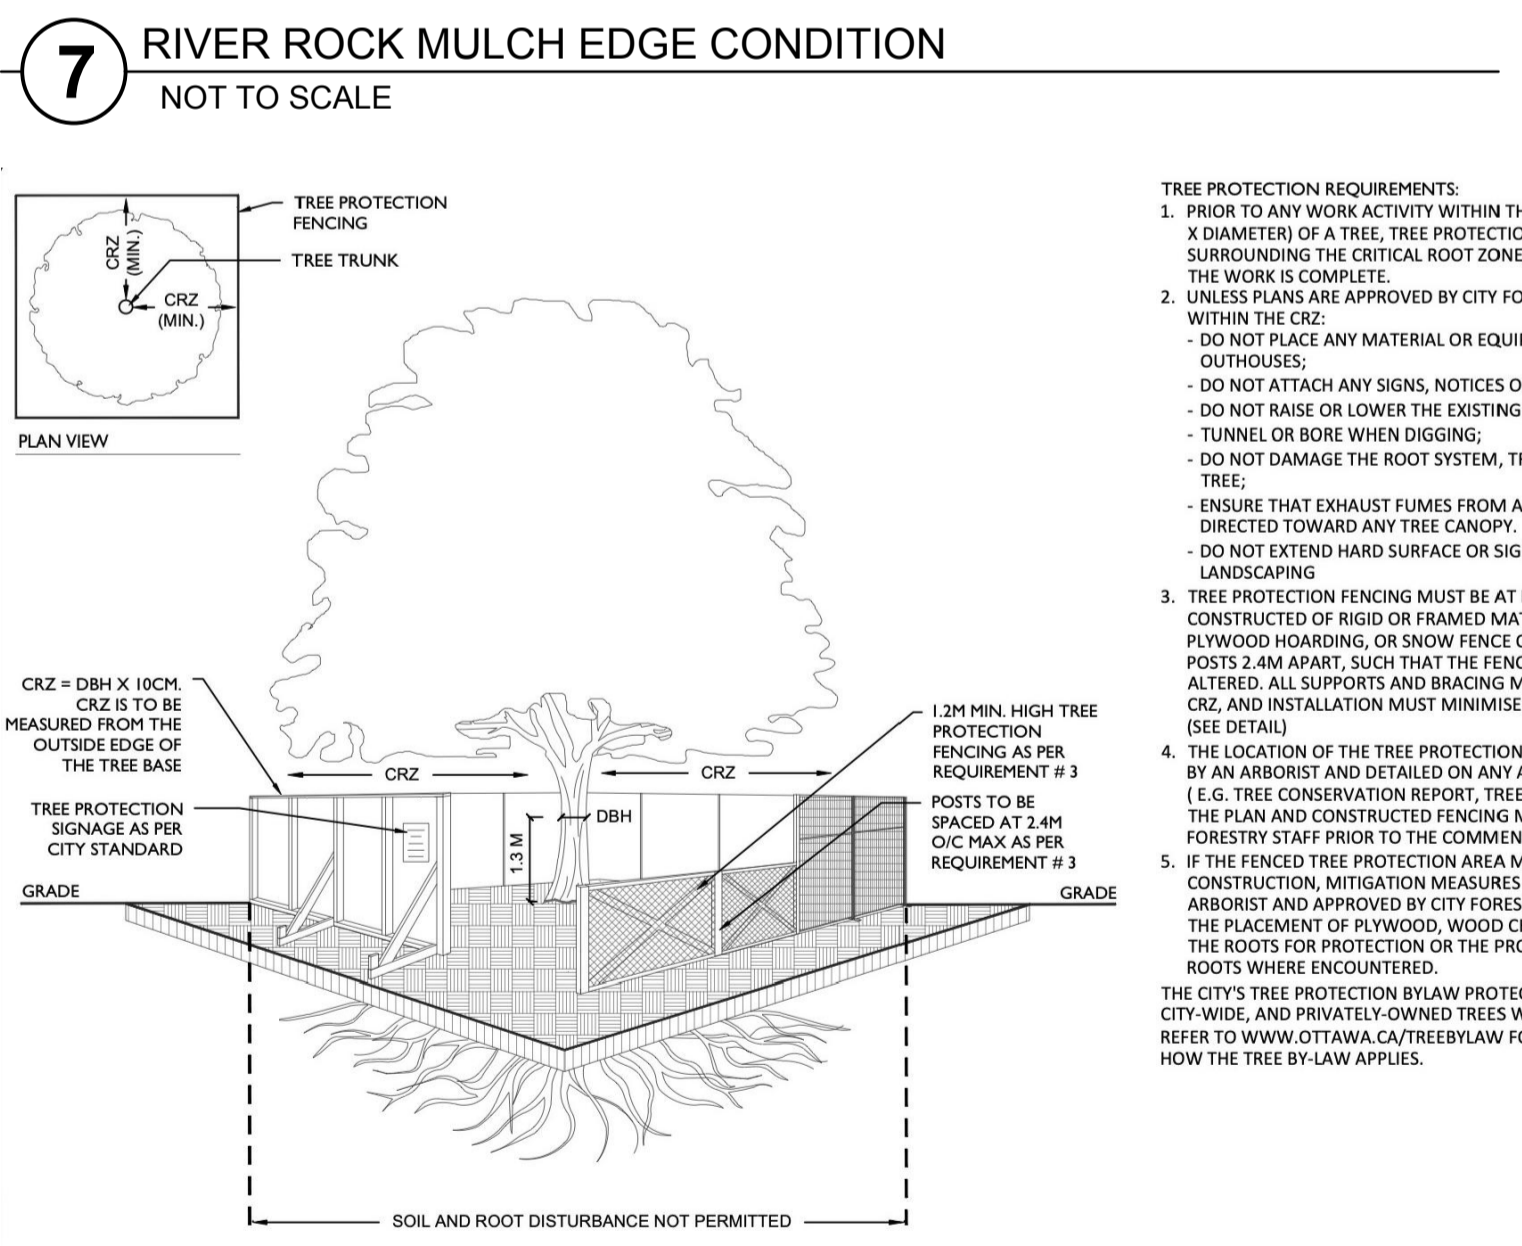 7
RIVER ROCK MULCH EDGE CONDITION
NOT TO SCALE
TREE PROTECTION
FENCING
TREE TRUNK
CRZ
(MIN.)
CRZ
(MIN.)
PLAN VIEW
CRZ = DBH X 10CM.
CRZ IS TO BE
MEASURED FROM THE
OUTSIDE EDGE OF
THE TREE BASE
TREE PROTECTION
SIGNAGE AS PER
CITY STANDARD
GRADE
CRZ
CRZ
DBH
1.3 M
1.2M MIN. HIGH TREE
PROTECTION
FENCING AS PER
REQUIREMENT # 3
POSTS TO BE
SPACED AT 2.4M
O/C MAX AS PER
REQUIREMENT # 3
GRADE
SOIL AND ROOT DISTURBANCE NOT PERMITTED
TREE PROTECTION REQUIREMENTS:
1. PRIOR TO ANY WORK ACTIVITY WITHIN
X DIAMETER) OF A TREE, TREE
SURROUNDING THE CRITICAL ROOT ZONE
THE WORK IS COMPLETE.
2. UNLESS PLANS ARE APPROVED BY CITY
WITHIN THE CRZ:
- DO NOT PLACE ANY MATERIAL OR
OUTHOUSES;
- DO NOT ATTACH ANY SIGNS, NOTICES
- DO NOT RAISE OR LOWER THE EXISTING
- TUNNEL OR BORE WHEN DIGGING;
- DO NOT DAMAGE THE ROOT SYSTEM,
TREE;
- ENSURE THAT EXHAUST FUMES FROM
DIRECTED TOWARD ANY TREE CANOPY.
- DO NOT EXTEND HARD SURFACE OR
LANDSCAPING
3. TREE PROTECTION FENCING MUST BE AT
CONSTRUCTED OF RIGID OR FRAMED
PLYWOOD HOARDING, OR SNOW FENCE
POSTS 2.4M APART, SUCH THAT THE
ALTERED. ALL SUPPORTS AND BRACING
CRZ, AND INSTALLATION MUST MINIMISE
(SEE DETAIL)
4. THE LOCATION OF THE TREE PROTECTION
BY AN ARBORIST AND DETAILED ON ANY
( E.G. TREE CONSERVATION REPORT, TREE
THE PLAN AND CONSTRUCTED FENCING
FORESTRY STAFF PRIOR TO THE
5. IF THE FENCED TREE PROTECTION AREA
CONSTRUCTION, MITIGATION MEASURES
ARBORIST AND APPROVED BY CITY
THE PLACEMENT OF PLYWOOD, WOOD
THE ROOTS FOR PROTECTION OR THE
ROOTS WHERE ENCOUNTERED.
THE CITY'S TREE PROTECTION BYLAW
CITY-WIDE, AND PRIVATELY-OWNED TREES
REFER TO WWW.OTTAWA.CA/TREEBYLAW
HOW THE TREE BY-LAW APPLIES.